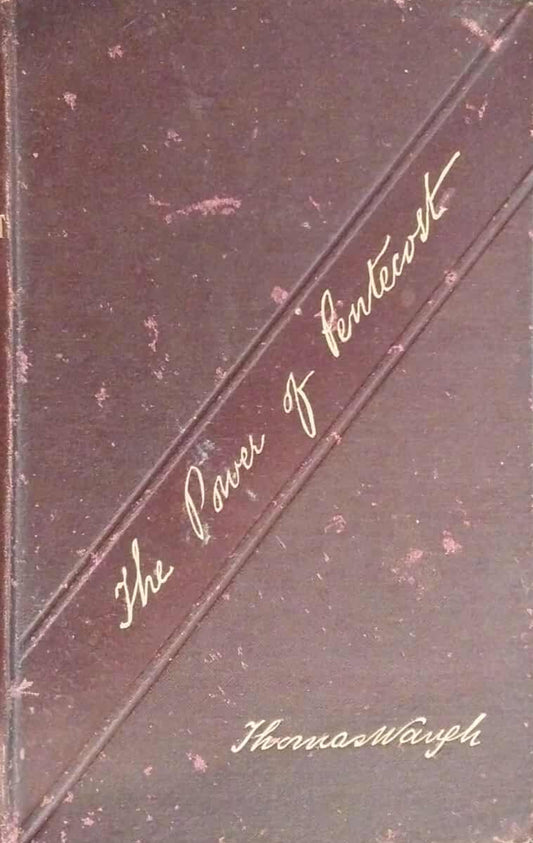 The Power of Pentecost
Thomas Waugh